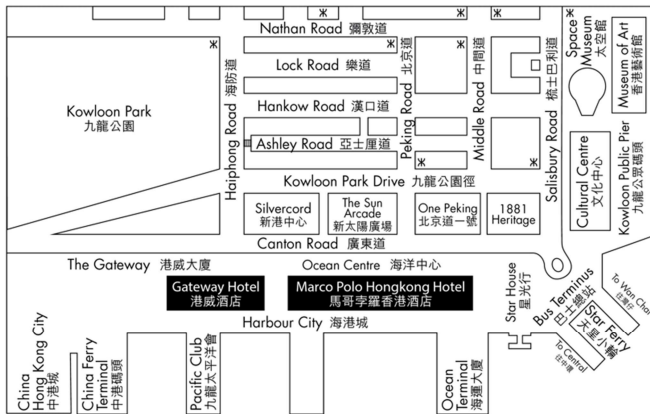 Nathan Road 彌敦道
Lock Road 樂道
Hankow Road 漢口道
Ashley Road 亞士厘道
Kowloon Park
九龍公園
Haiphong Road 海防道
Peking Road 北京道
Middle Road 中間道
Salisbury Road 梳士巴利道
Space
Museum
太空館
Museum of Art
香港藝術館
Cultural Centre
文化中心
Kowloon Public Pier
九龍公眾碼頭
Kowloon Park Drive 九龍公園徑
Silvercord
新港中心
The Sun
Arcade
新太陽廣場
One Peking
北京道一號
1881
Heritage
Canton Road 廣東道
The Gateway 港威大廈
Ocean Centre 海洋中心
Gateway Hotel
港威酒店
Marco Polo Hongkong Hotel
馬哥孛羅香港酒店
Star House
星光行
Bus Terminus
巴士總站
Star Ferry
天星小輪
To Wan Chai
往灣仔
To Central
往中環
Harbour City 海港城
China
Hong Kong City
中港城
China Ferry
Terminal
中港碼頭
Pacific Club
九龍太平洋會
Ocean
Terminal
海運大廈